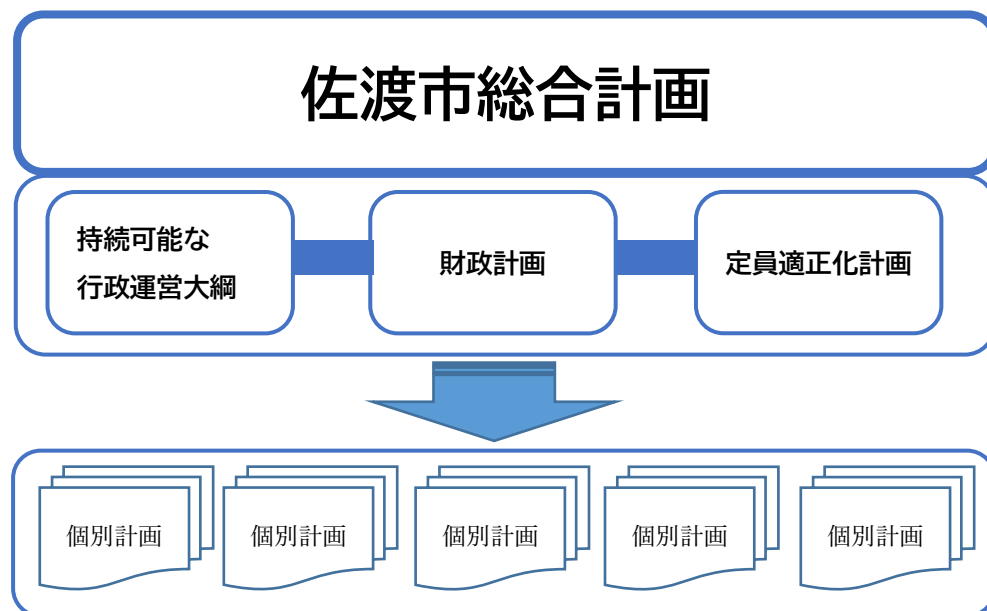 佐渡市総合計画
持続可能な
行政運営大綱
財政計画
定員適正化計画
個別計画
個別計画
個別計画
個別計画
個別計画